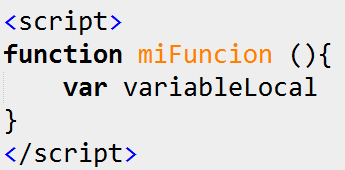 <script>
function miFuncion (){
    var variableLocal
}
</script>